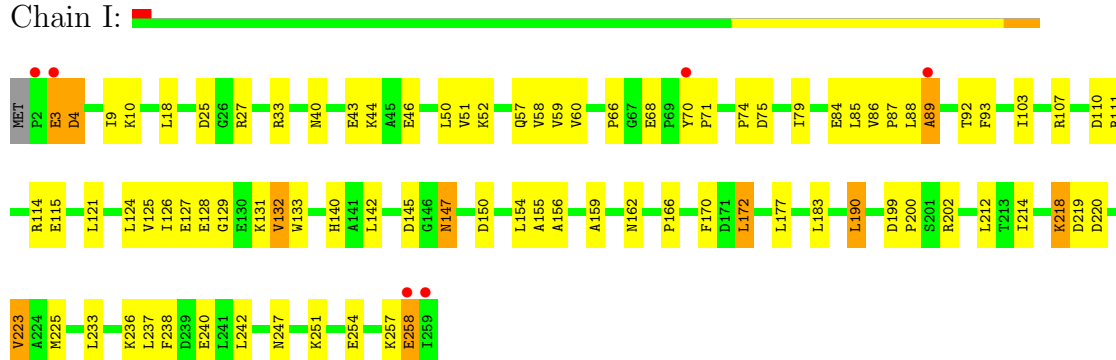 Chain I:
MET P2 E3 D4 I9 K10 L18 D25 G26 R27 R33 N40 E43 K44 A45 E46 L50 V51 K52 Q57 V58 V59 V60 P66 G67 E68 P69 Y70 P71 P74 D75 I79 E84 L85 V86 P87 L88 A89 T92 F93 I103 R107 D110
R114 E115 L121 L124 V125 I126 E127 E128 G129 E130 K131 V132 W133 H140 A141 L142 D145 G146 N147 D150 L154 A155 A156 A159 N162 P166 F170 D171 L172 L177 L183 L190 D199 P200 S201 R202 L212 T213 I214 K218 D219 D220
V223 A224 M225 L233 K236 L237 F238 D239 E240 L241 L242 N247 K251 E254 K257 E258 I259